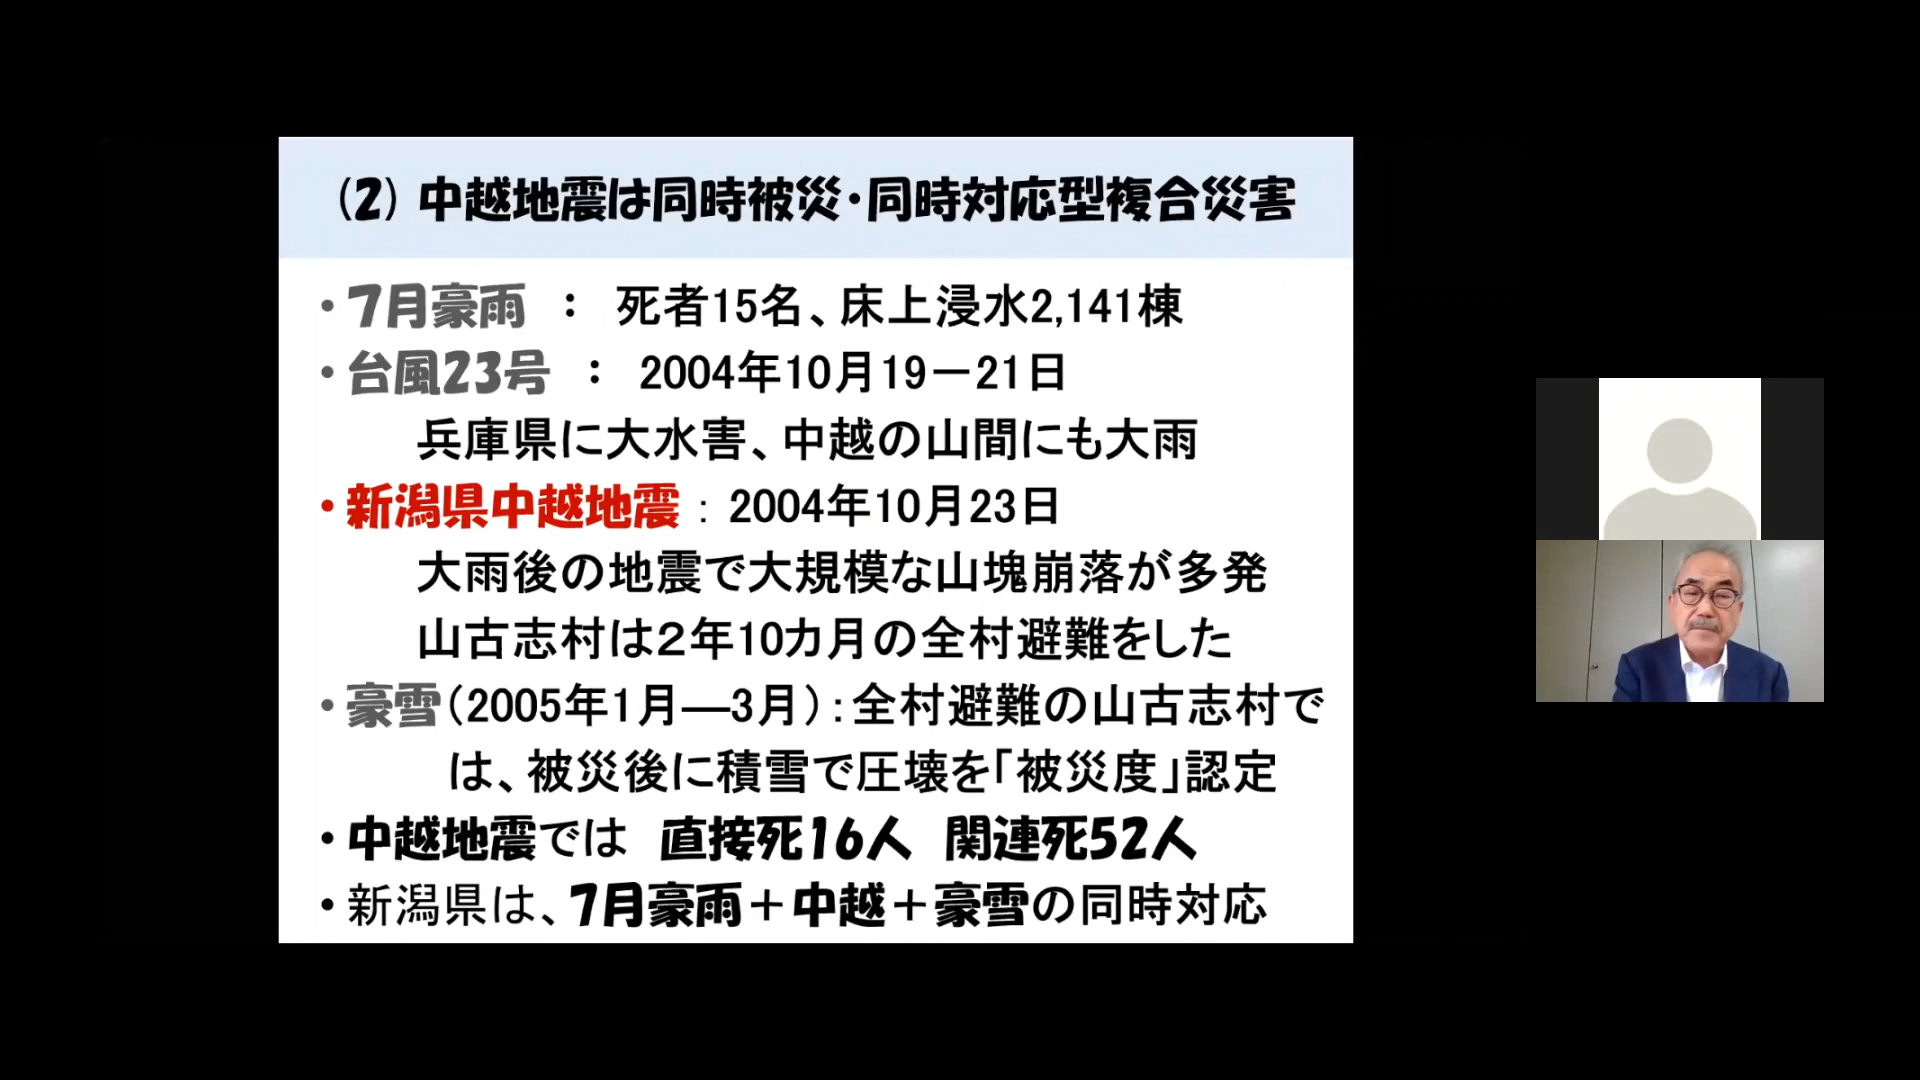 (2) 中越地震は同時被災・同時対応型複合災害
・7月豪雨 : 死者15名、床上浸水2,141棟
・台風23号 : 2004年10月19－21日
兵庫県に大水害、中越の山間にも大雨
・新潟県中越地震 : 2004年10月23日
大雨後の地震で大規模な山塊崩落が多発
山古志村は２年10カ月の全村避難をした
・豪雪(2005年1月―3月):全村避難の山古志村で
は、被災後に積雪で圧壊を「被災度」認定
・中越地震では 直接死16人 関連死52人
・新潟県は、7月豪雨＋中越＋豪雪の同時対応